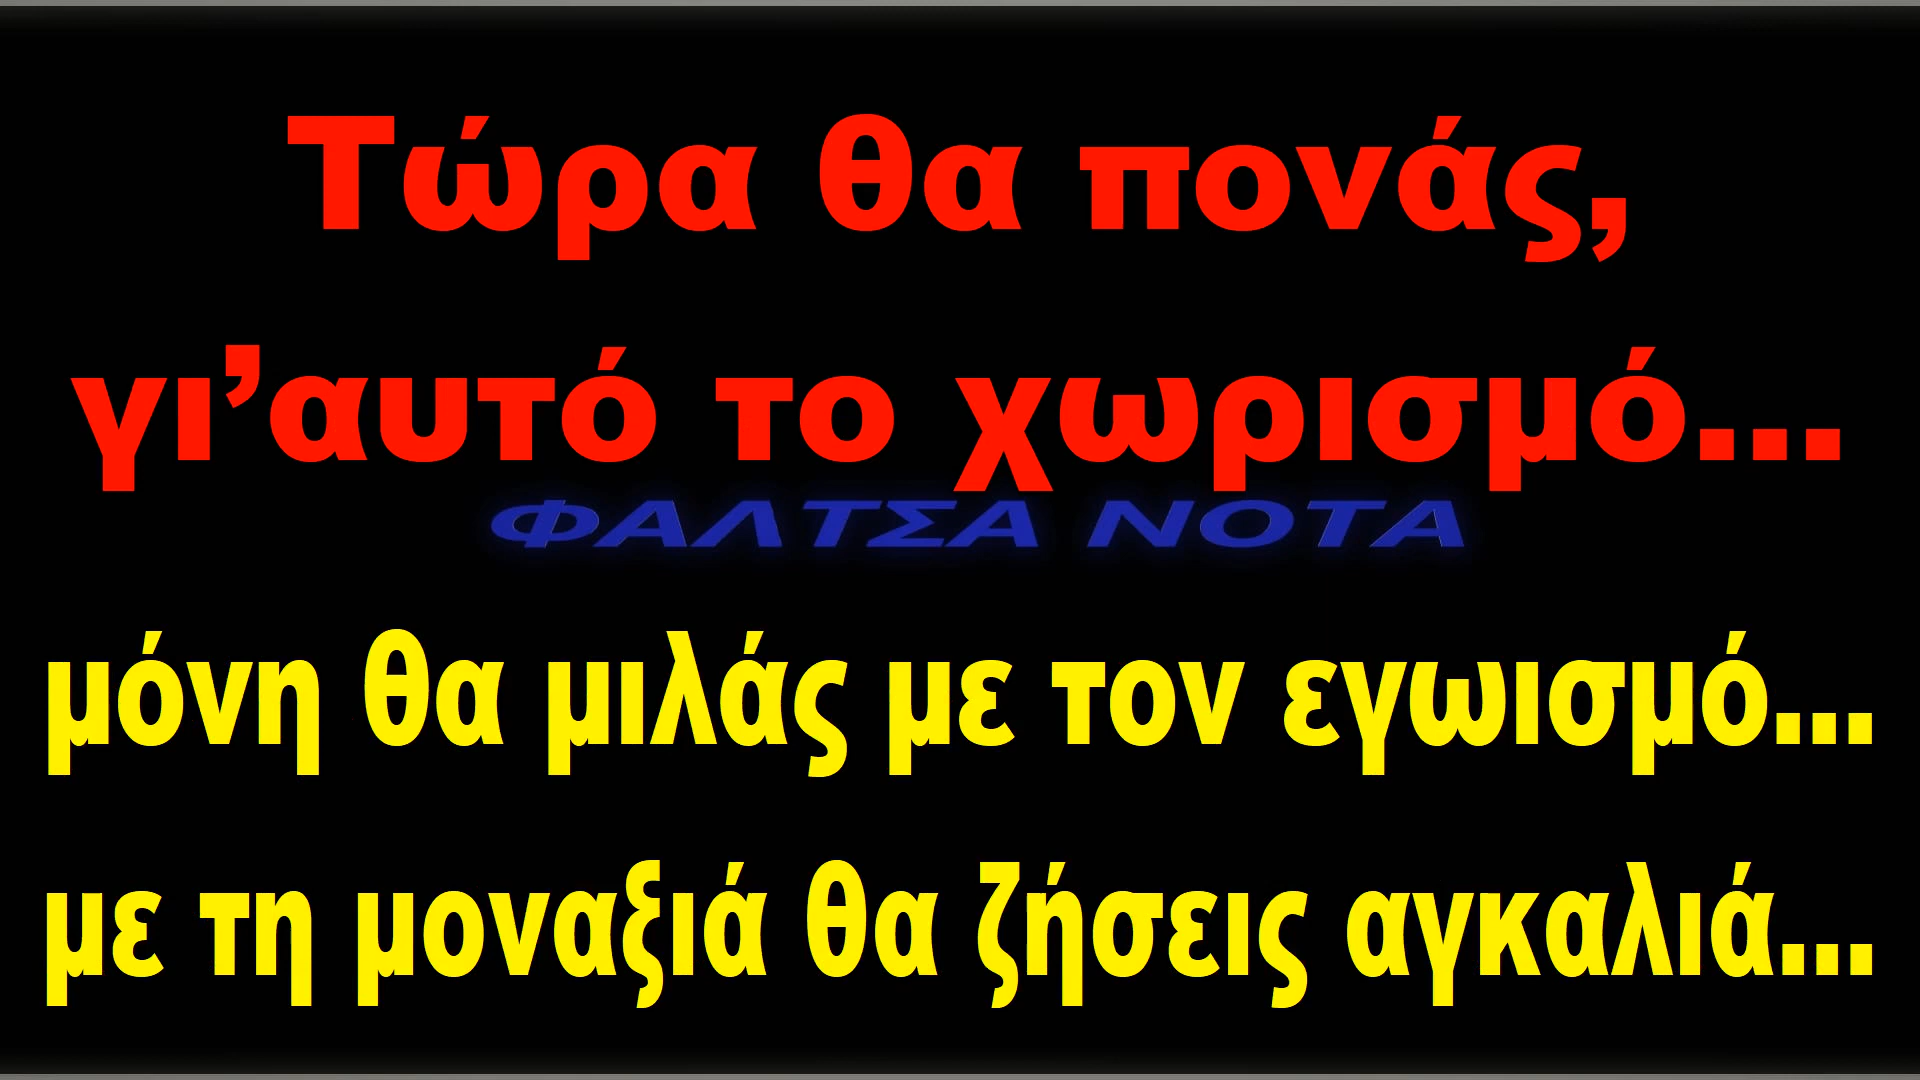 Τώρα θα πονάς,
γι’αυτό το χωρισμό...
ΦΑΛΤΣΑ ΝΟΤΑ
μόνη θα μιλάς με τον εγωισμό...
με τη μοναξιά θα ζήσεις αγκαλιά...